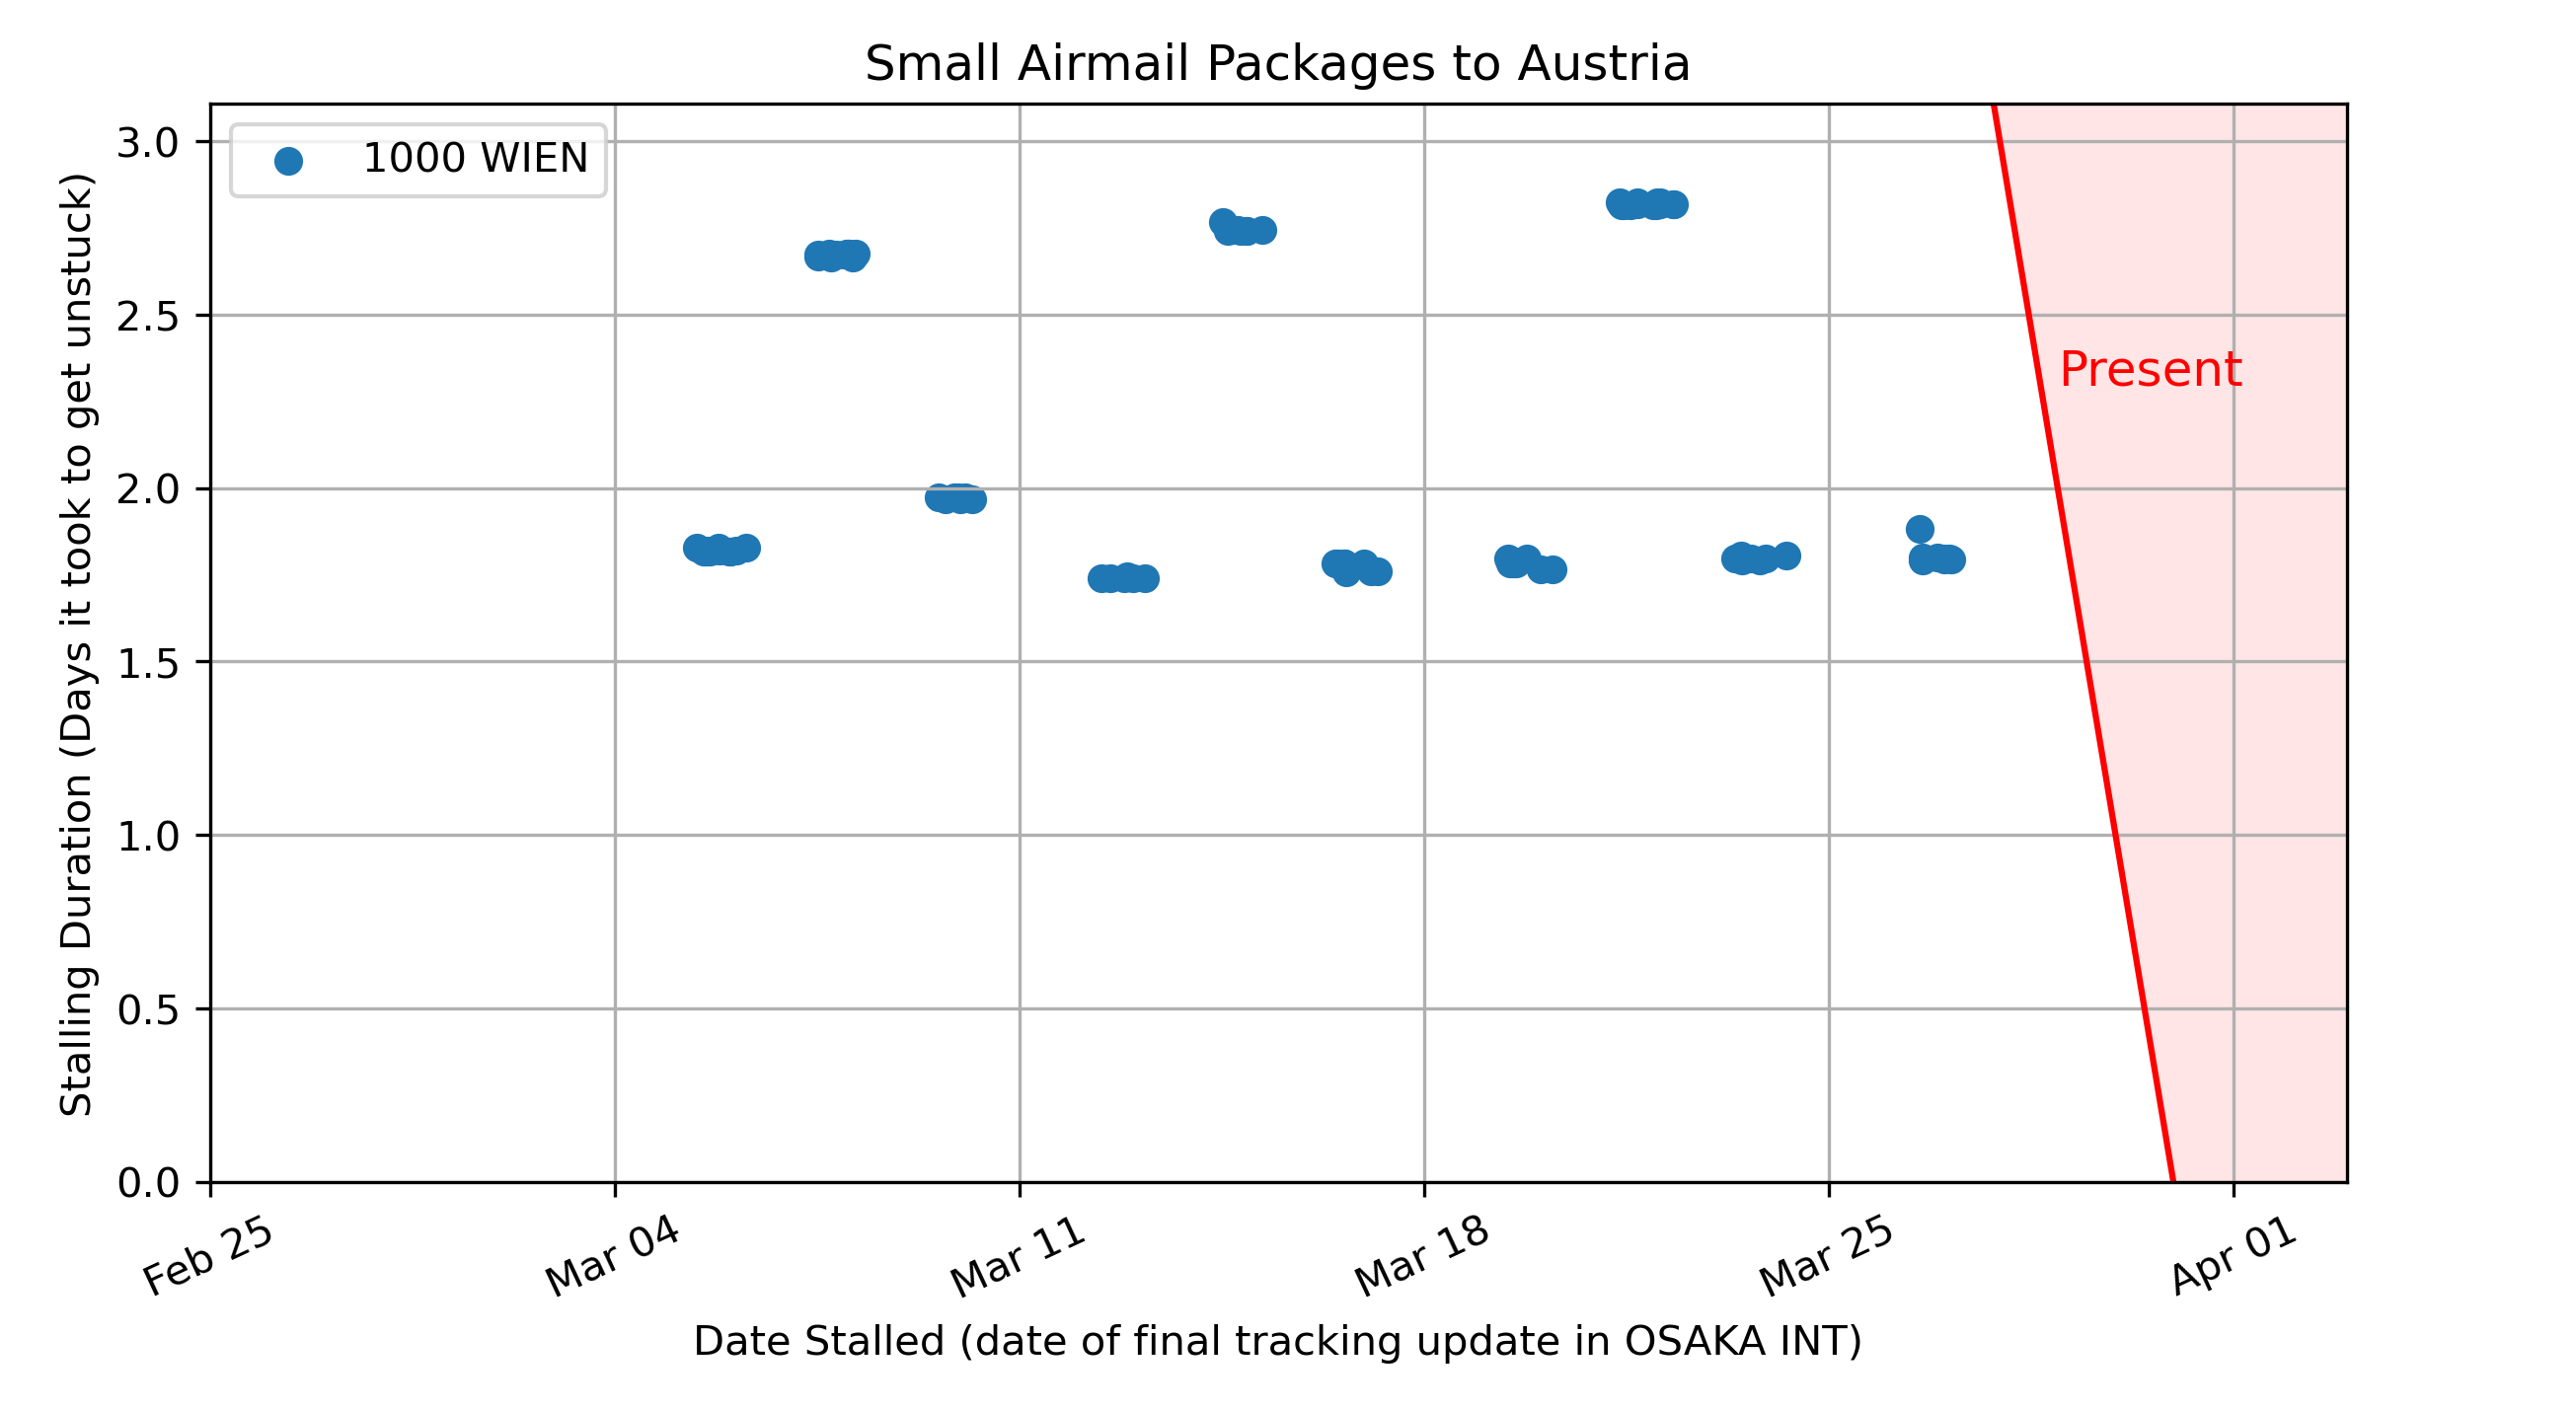 Small Airmail Packages to Austria
1000 WIEN
Present
Stalling Duration (Days it took to get unstuck)
3.0
2.5
2.0
1.5
1.0
0.5
0.0
Feb 25
Mar 04
Mar 11
Mar 18
Mar 25
Apr 01
Date Stalled (date of final tracking update in OSAKA INT)